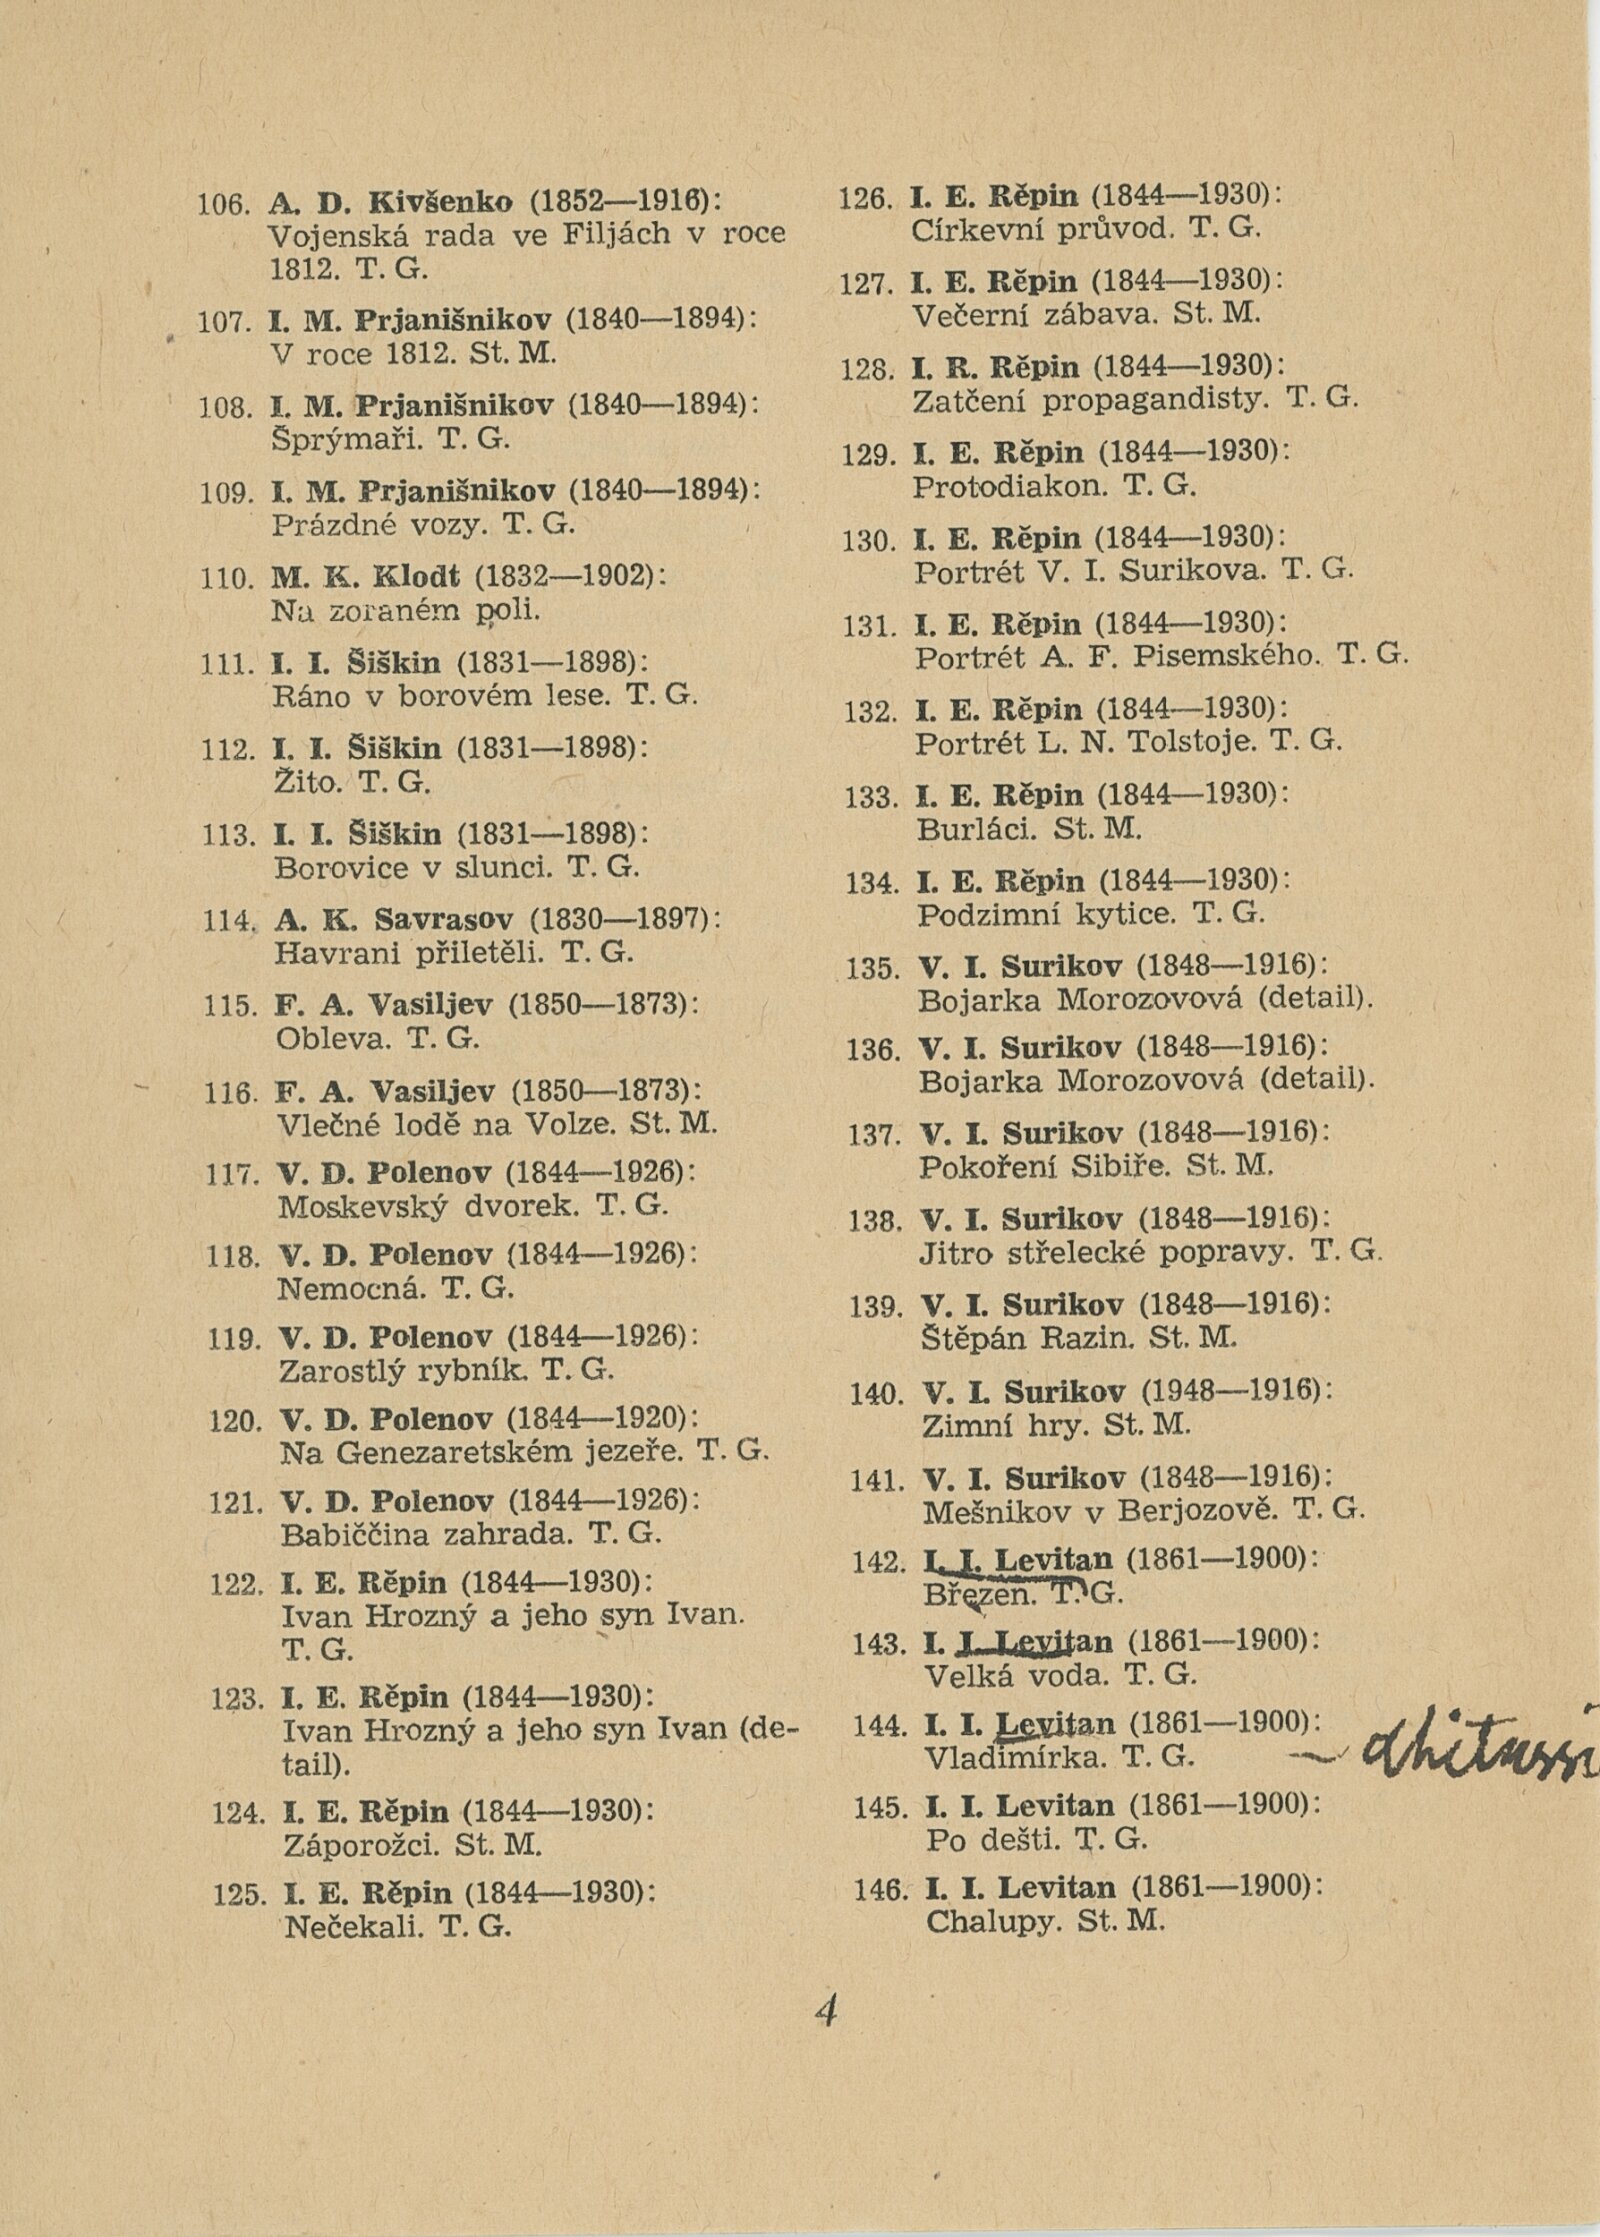 106. A. D. Kivšenko (1852—1916):
Vojenská rada ve Filjách v roce
1812. T. G.
107. I. M. Prjanišnikov (1840—1894):
V roce 1812. St. M.
108. I. M. Prjanišnikov (1840—1894):
Šprýmaři. T. G.
109. I. M. Prjanišnikov (1840—1894):
Prázdné vozy. T. G.
110. M. K. Klodt (1832—1902):
Na zoraném poli.
111. I. I. Šiškin (1831—1898):
Ráno v borovém lese. T. G.
112. I. I. Šiškin (1831—1898):
Žito. T. G.
113. I. I. Šiškin (1831—1898):
Borovice v slunci. T. G.
114. A. K. Savrasov (1830—1897):
Havrani přiletěli. T. G.
115. F. A. Vasiljev (1850—1873):
Obleva. T. G.
116. F. A. Vasiljev (1850—1873):
Vlečné lodě na Volze. St. M.
117. V. D. Polenov (1844—1926):
Moskevský dvorek. T. G.
118. V. D. Polenov (1844—1926):
Nemocná. T. G.
119. V. D. Polenov (1844—1926):
Zarostlý rybník. T. G.
120. V. D. Polenov (1844—1920):
Na Genezaretském jezeře. T. G.
121. V. D. Polenov (1844—1926):
Babiččina zahrada. T. G.
122. I. E. Rěpin (1844—1930):
Ivan Hrozný a jeho syn Ivan.
T. G.
123. I. E. Rěpin (1844—1930):
Ivan Hrozný a jeho syn Ivan (de-
tail).
124. I. E. Rěpin (1844—1930):
Záporožci. St. M.
125. I. E. Rěpin (1844—1930):
Nečekali. T. G.
126. I. E. Rěpin (1844—1930):
Církevní průvod. T. G.
127. I. E. Rěpin (1844—1930):
Večerní zábava. St. M.
128. I. R. Rěpin (1844—1930):
Zatčení propagandisty. T. G.
129. I. E. Rěpin (1844—1930):
Protodiakon. T. G.
130. I. E. Rěpin (1844—1930):
Portrét V. I. Surikova. T. G.
131. I. E. Rěpin (1844—1930):
Portrét A. F. Pisemského. T. G.
132. I. E. Rěpin (1844—1930):
Portrét L. N. Tolstoje. T. G.
133. I. E. Rěpin (1844—1930):
Burláci. St. M.
134. I. E. Rěpin (1844—1930):
Podzimní kytice. T. G.
135. V. I. Surikov (1848—1916):
Bojarka Morozovová (detail).
136. V. I. Surikov (1848—1916):
Bojarka Morozovová (detail).
137. V. I. Surikov (1848—1916):
Pokoření Sibiře. St. M.
138. V. I. Surikov (1848—1916):
Jitro střelecké popravy. T. G.
139. V. I. Surikov (1848—1916):
Štěpán Razin. St. M.
140. V. I. Surikov (1948—1916):
Zimní hry. St. M.
141. V. I. Surikov (1848—1916):
Mešnikov v Berjozově. T. G.
142. I. I. Levitan (1861—1900):
Březen. T. G.
143. I. I. Levitan (1861—1900):
Velká voda. T. G.
144. I. I. Levitan (1861—1900):
Vladimírka. T. G.
145. I. I. Levitan (1861—1900):
Po dešti. T. G.
146. I. I. Levitan (1861—1900):
Chalupy. St. M.
4